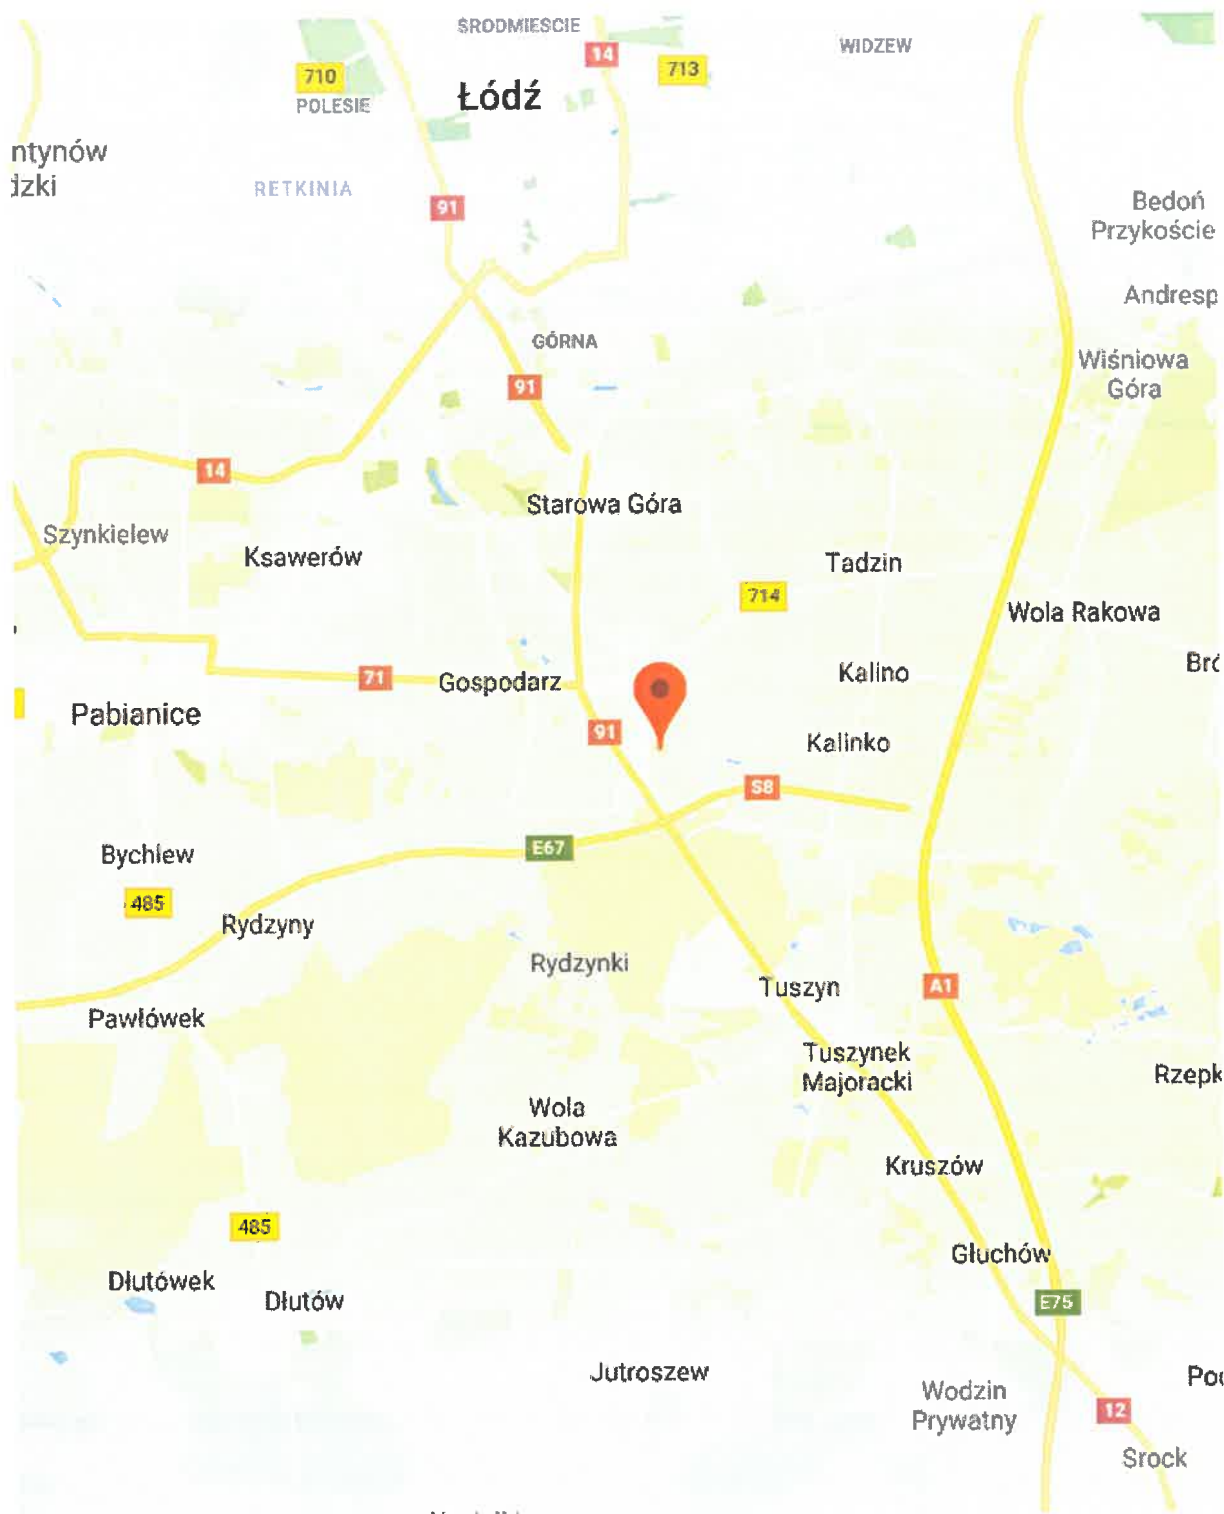 ŚRODMIEŚCIE
14
WIDZEW
710
713
POLESIE
Łódź
ntynów
dzki
RETKINIA
91
Bedoń
Przykoście
Andresp
GÓRNA
Wiśniowa
Góra
91
14
Starowa Góra
Szynkielew
Ksawerów
Tadzin
714
Wola Rakowa
71
Gospodarz
Kalino
Bró
Pabianice
91
Kalinko
S8
E67
Bychlew
485
Rydzyny
Rydzynki
Tuszyn
A1
Pawłówek
Tuszynek
Majoracki
Rzepk
Wola
Kazubowa
Kruszów
485
Głuchów
Dłutówek
Dłutów
E75
Jutroszew
Wodzin
Prywatny
12
Srock